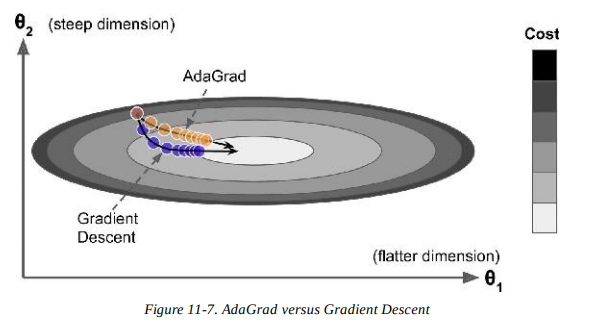 θ2 (steep dimension)
Cost
AdaGrad
Gradient
Descent
(flatter dimension)
θ1
Figure 11-7. AdaGrad versus Gradient Descent